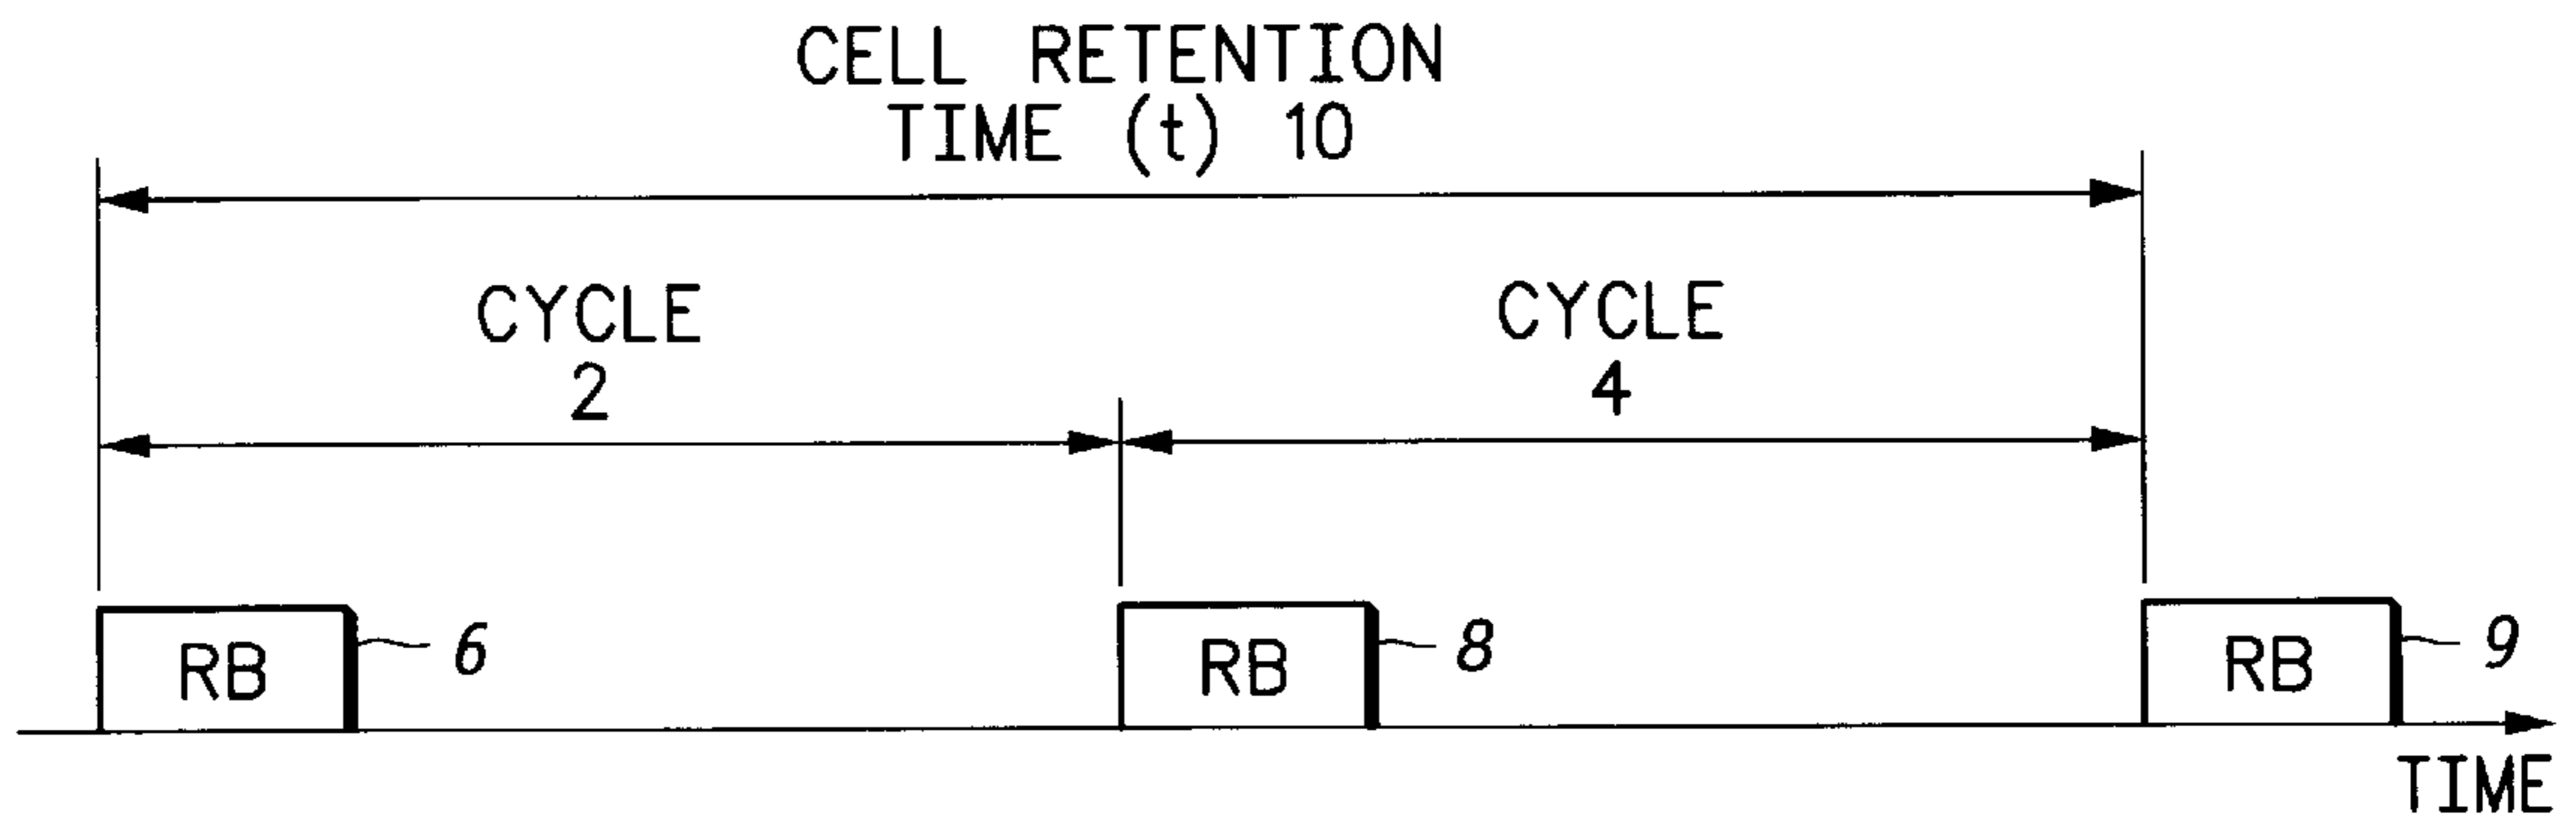 CELL RETENTION
TIME (t) 10
CYCLE
2
CYCLE
4
RB 6
RB 8
RB 9
TIME